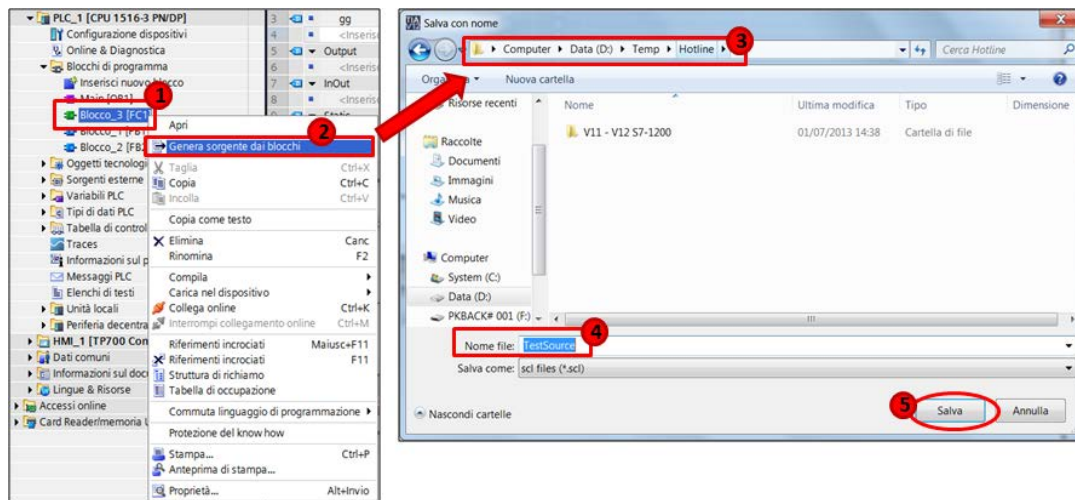 PLC_1 [CPU 1516-3 PN/DP]
Configurazione dispositivi
Online & Diagnostica
Blocchi di programma
Inserisci nuovo blocco
Main [OB1]
Blocco_3 [FC1]
Blocco_1 [FB1
Blocco_2 [FB2
Oggetti tecnologi
Sorgenti esterne
Variabili PLC
Tipi di dati PLC
Tabella di control
Traces
Informazioni sul p
Messaggi PLC
Elenchi di testi
Unità locali
Periferia decentra
HMI_1 [TP700 Con
Dati comuni
Informazioni sul docu
Lingue & Risorse
Accessi online
Card Reader/memoria U
3 gg
4 <Inseris
5 Output
6 <Inseris
7 InOut
8 <Inseris
9 Static
1
2
Apri
Genera sorgente dai blocchi
Taglia Ctrl+X
Copia Ctrl+C
Incolla Ctrl+V
Copia come testo
Elimina Canc
Rinomina F2
Compila
Carica nel dispositivo
Collega online Ctrl+K
Interrompi collegamento online Ctrl+M
Riferimenti incrociati Maiusc+F11
Riferimenti incrociati F11
Struttura di richiamo
Tabella di occupazione
Commuta linguaggio di programmazione
Protezione del know how
Stampa... Ctrl+P
Anteprima di stampa...
Proprietà... Alt+Invio
Salva con nome
Computer Data (D:) Temp Hotline
3
Cerca Hotline
Nuova cartella
Risorse recenti
Raccolte
Documenti
Immagini
Musica
Video
Computer
System (C:)
Data (D:)
PKBACK# 001 (F:)
Nome Ultima modifica Tipo Dimensione
V11 - V12 S7-1200 01/07/2013 14:38 Cartella di file
4
Nome file: TestSource
Salva come: scl files (*.scl)
Nascondi cartelle
5
Salva
Annulla